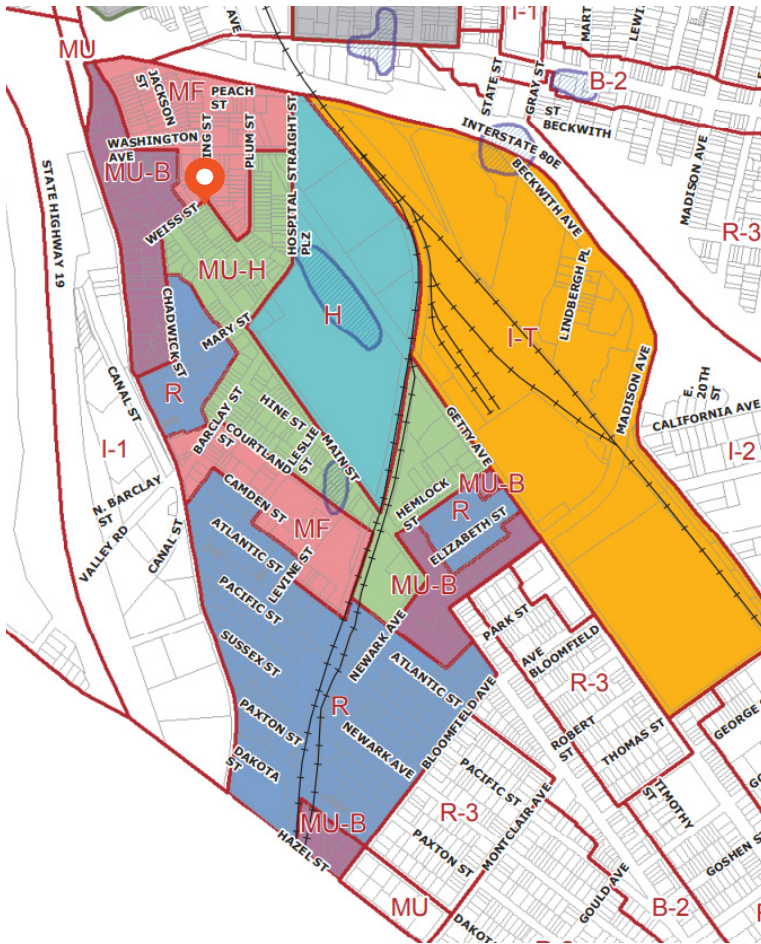 AVE
MU
I-1
MART
LEWIS
STATE ST
GRAY ST
B-2
JACKSON
ST
MF
PEACH
ST
ST
BECKWITH
INTERSTATE 80E
BECKWITH AVE
MADISON AVE
R-3
WASHINGTON
AVE
ING ST
PLUM ST
STRAIGHT ST
HOSPITAL
PLZ
MU-B
WEISS ST
STATE HIGHWAY 19
MU-H
H
LINDBERGH PL
I-T
CHADWICK ST
MARY ST
R
CANAL ST
MADISON AVE
E.
20TH
ST
CALIFORNIA AVE
I-1
I-2
BARCLAY
ST
HINE ST
COURTLAND
ST
LESLIE
ST
MAIN ST
GETTY AVE
N. BARCLAY
ST
VALLEY RD
CANAL ST
CAMDEN ST
MF
HEMLOCK
ST
MU-B
R
ELIZABETH ST
ATLANTIC ST
LEVINE ST
PACIFIC ST
MU-B
NEWARK AVE
PARK ST
AVE
BLOOMFIELD
SUSSEX ST
ATLANTIC ST
R-3
R
BLOOMFIELD AVE
PAXTON ST
NEWARK AVE
ROBERT
ST
THOMAS ST
GEORGE
DAKOTA
ST
PACIFIC ST
TIMOTHY
ST
MU-B
R-3
MONTCLAIR AVE
PAXTON ST
GOSHEN ST
HAZEL ST
MU
GOULD AVE
B-2
DAKOTA